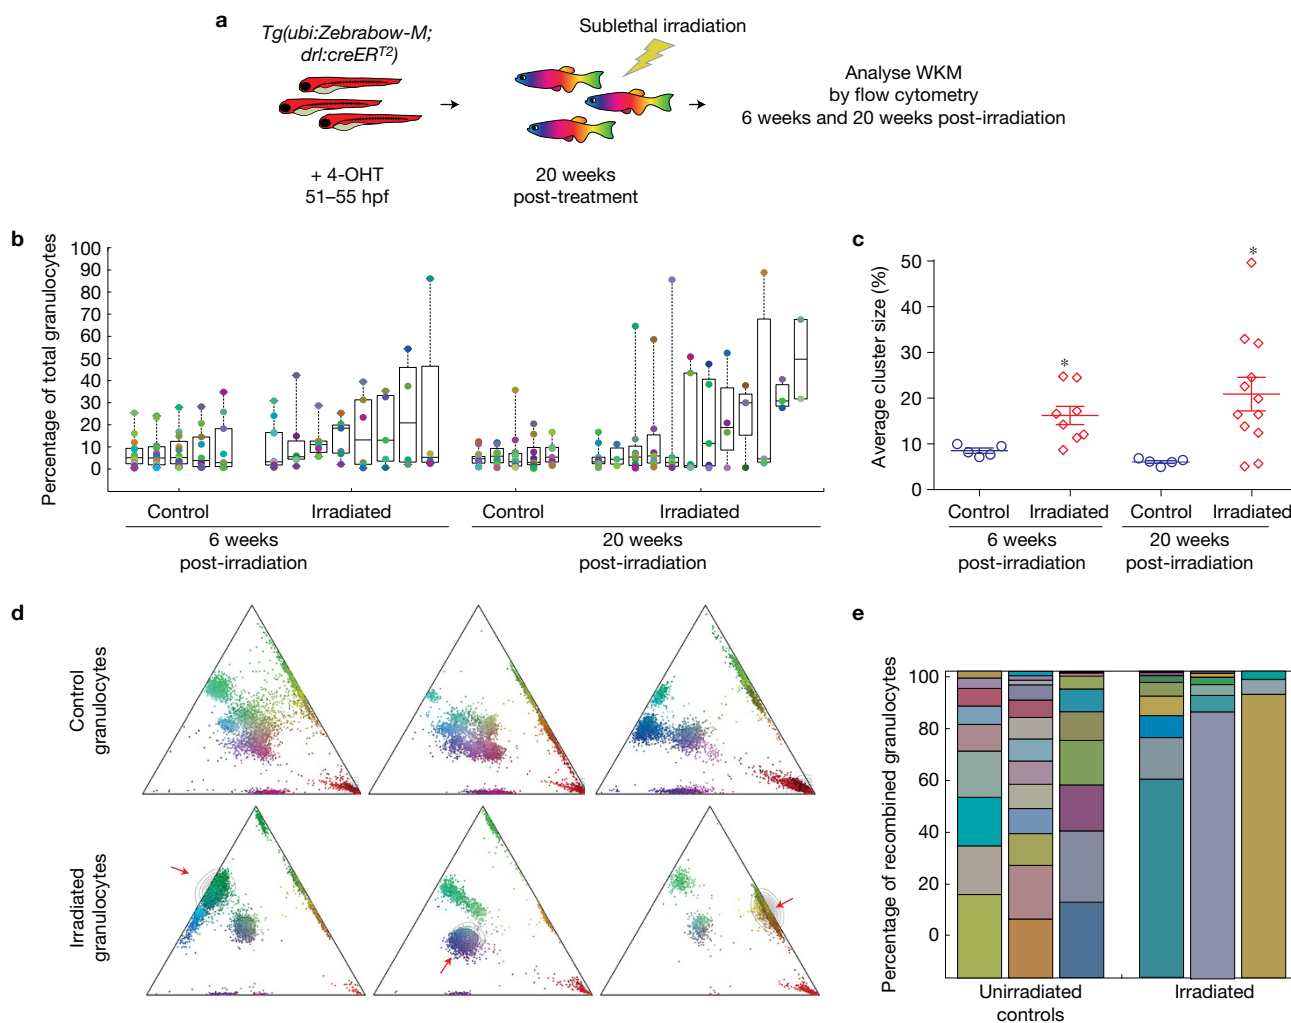 a
Tg(ubi:Zebrabow-M;
drl:creERT2)
+ 4-OHT
51–55 hpf
Sublethal irradiation
20 weeks
post-treatment
Analyse WKM
by flow cytometry
6 weeks and 20 weeks post-irradiation
b
Percentage of total granulocytes
100
90
80
70
60
50
40
30
20
10
0
Control
Irradiated
Control
Irradiated
6 weeks
post-irradiation
20 weeks
post-irradiation
c
Average cluster size (%)
50
40
30
20
10
0
*
*
Control
Irradiated
Control
Irradiated
6 weeks
post-irradiation
20 weeks
post-irradiation
d
Control
granulocytes
Irradiated
granulocytes
e
Percentage of recombined granulocytes
100
80
60
40
20
0
Unirradiated
controls
Irradiated